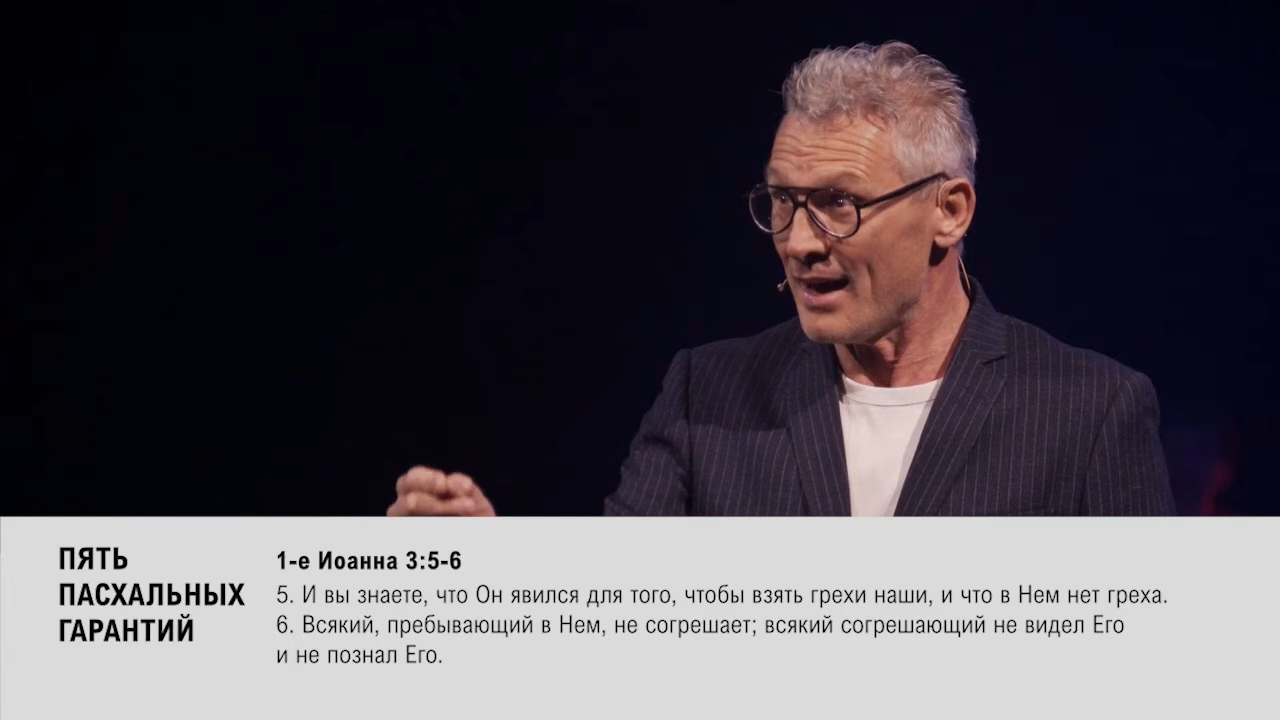 ПЯТЬ
ПАСХАЛЬНЫХ
ГАРАНТИЙ
1-е Иоанна 3:5-6
5. И вы знаете, что Он явился для того, чтобы взять грехи наши, и что в Нем нет греха.
6. Всякий, пребывающий в Нем, не согрешает; всякий согрешающий не видел Его
и не познал Его.